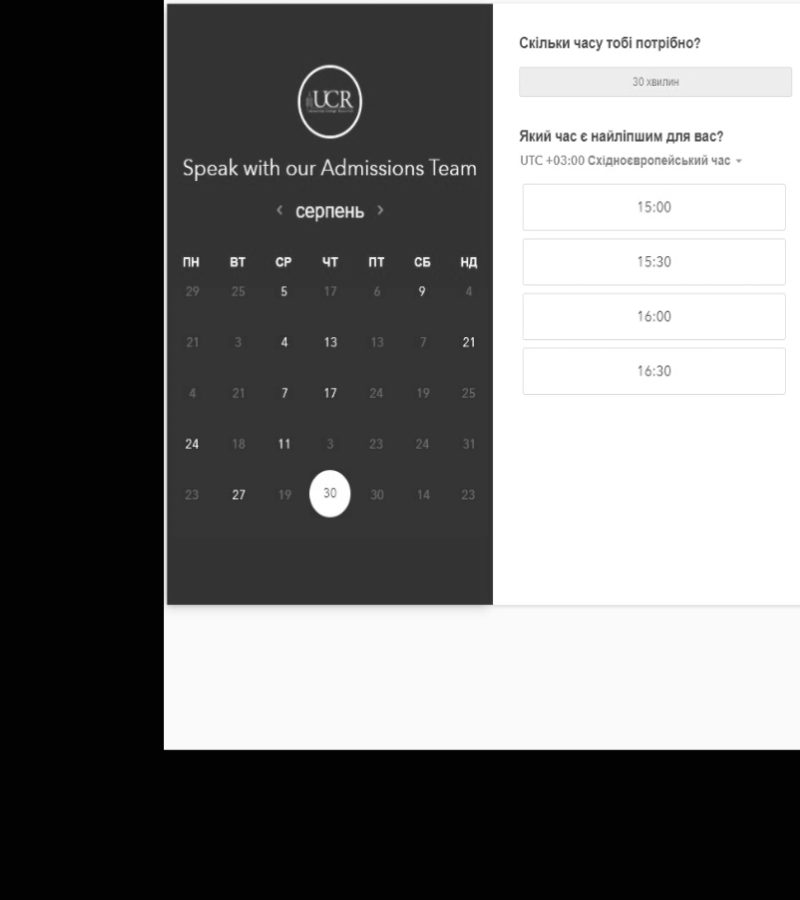 UCR
Speak with our Admissions Team
< серпень >
ПН ВТ СР ЧТ ПТ СБ НД
29 25 5 17 6 9 4
21 3 4 13 13 7 21
4 21 7 17 24 19 25
24 18 11 3 23 24 31
23 27 19 30 30 14 23
Скільки часу тобі потрібно?
30 хвилин
Який час є найліпшим для вас?
UTC +03:00 Східноєвропейський час
15:00
15:30
16:00
16:30